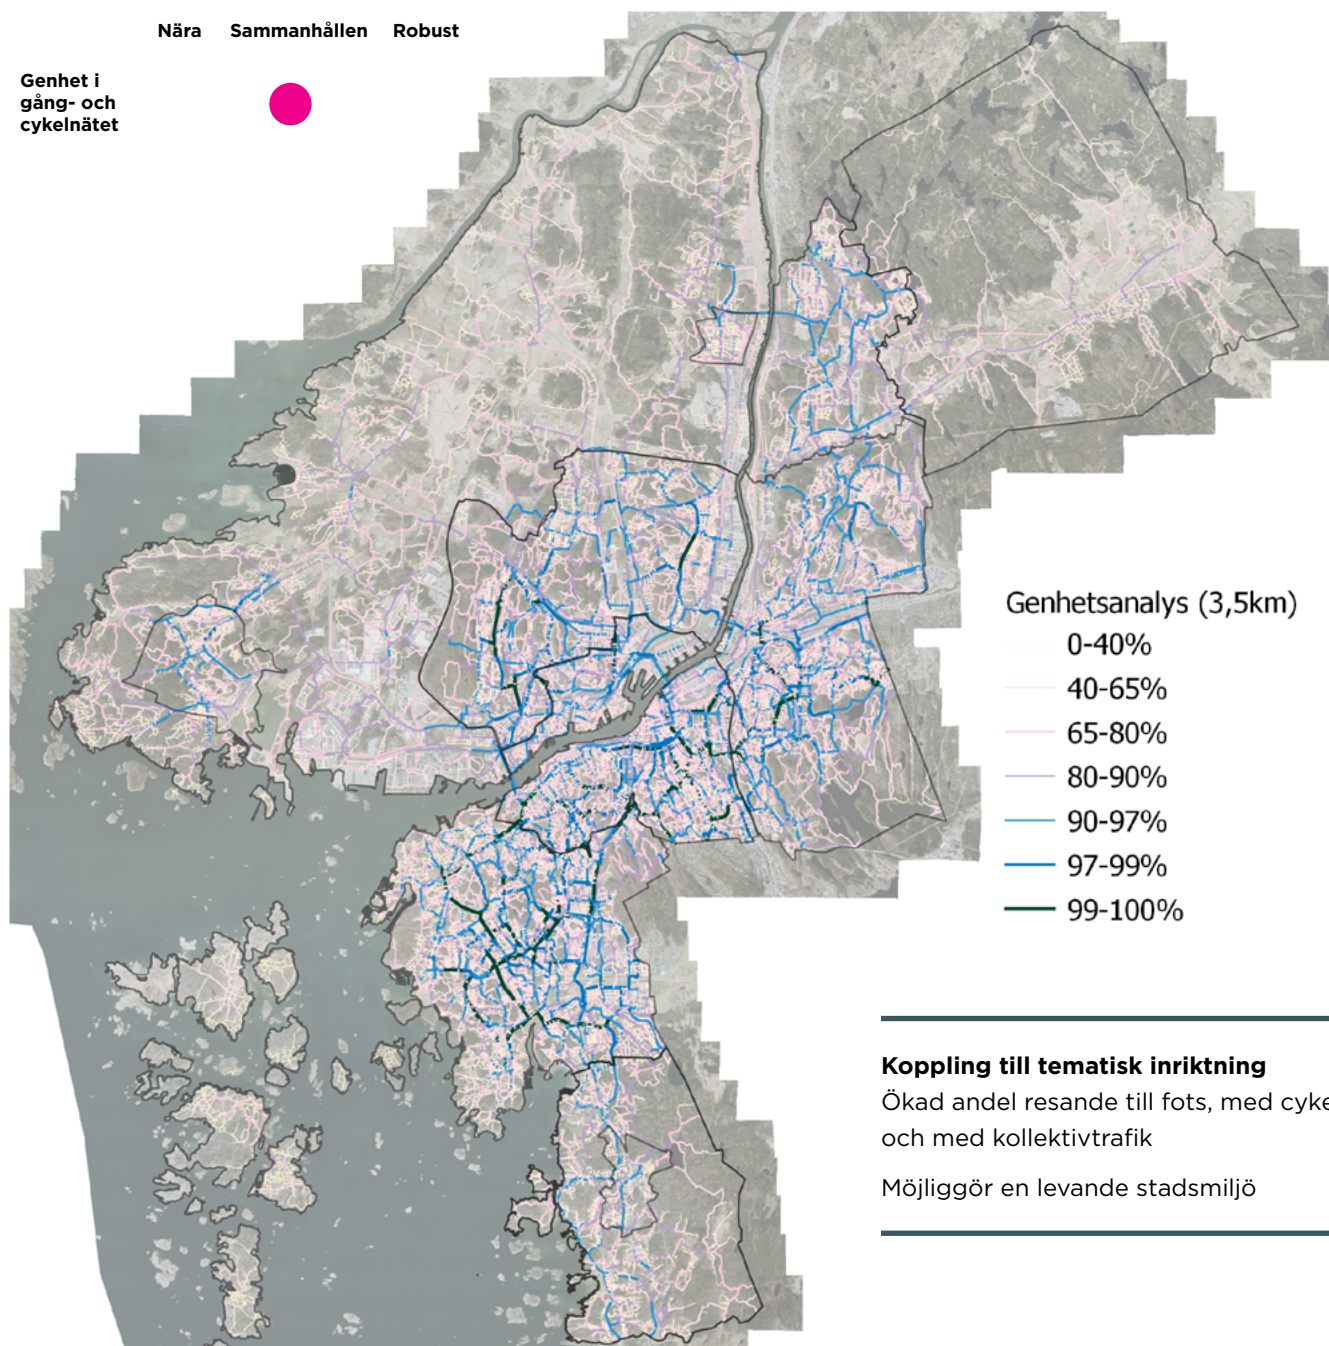 Nära Sammanhållen Robust
Genhet i
gång- och
cykelnätet
Genhetsanalys (3,5km)
0-40%
40-65%
65-80%
80-90%
90-97%
97-99%
99-100%
Koppling till tematisk inriktning
Ökad andel resande till fots, med cyke
och med kollektivtrafik
Möjliggör en levande stadsmiljö